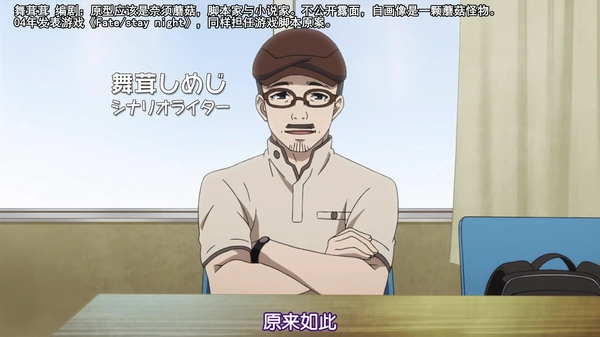 舞茸茸 编剧：原型应该是奈须蘑菇，脚本家与小说家。不公开露面，自画像是一颗蘑菇怪物。
04年发表游戏《Fate/stay night》，同样担任游戏脚本原案。
舞茸しめじ
シナリオライター
原来如此